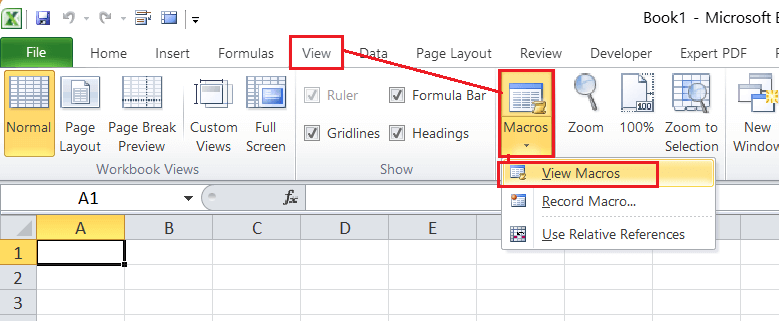 Book1 - Microsoft E
File Home Insert Formulas View Data Page Layout Review Developer Expert PDF
Ruler Formula Bar
Gridlines Headings
Normal Page Layout Page Break Preview Custom Views Full Screen Macros Zoom 100% Zoom to Selection New Window
100
Workbook Views Show
View Macros
Record Macro...
Use Relative References
A1 fx
A B C D E
1
2
3